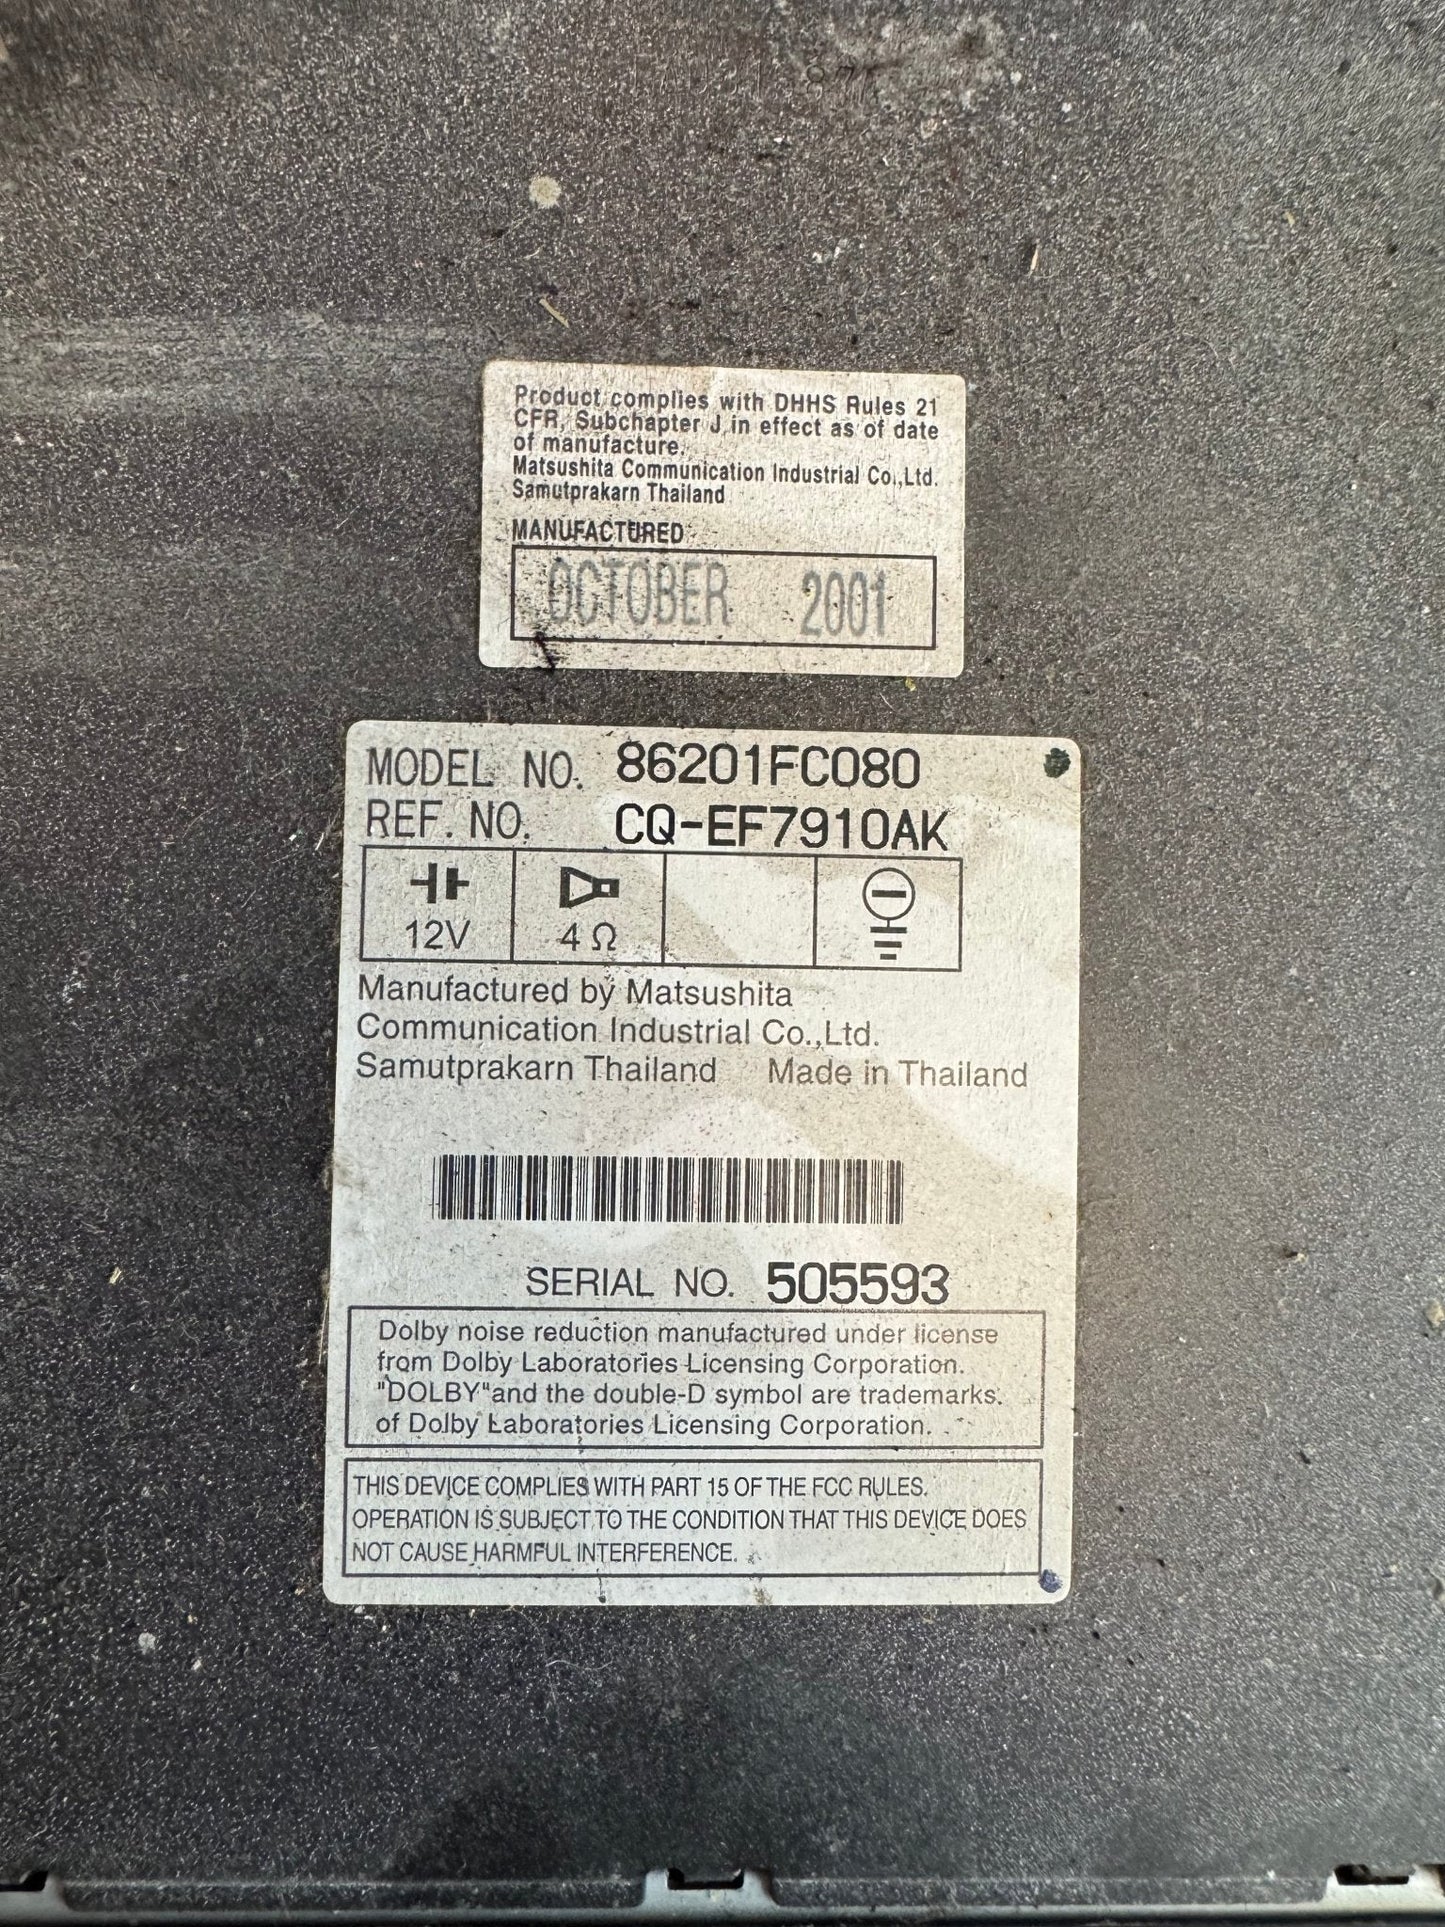 Product complies with DHHS Rules 21
CFR, Subchapter J in effect as of date
of manufacture.
Matsushita Communication Industrial Co.,Ltd.
Samutprakarn Thailand
MANUFACTURED
OCTOBER 2001
MODEL NO. 86201FC080
REF. NO. CQ-EF7910AK
12V 4 Ω
Manufactured by Matsushita
Communication Industrial Co.,Ltd.
Samutprakarn Thailand Made in Thailand
SERIAL NO. 505593
Dolby noise reduction manufactured under license
from Dolby Laboratories Licensing Corporation.
"DOLBY"and the double-D symbol are trademarks
of Dolby Laboratories Licensing Corporation.
THIS DEVICE COMPLIES WITH PART 15 OF THE FCC RULES.
OPERATION IS SUBJECT TO THE CONDITION THAT THIS DEVICE DOES
NOT CAUSE HARMFUL INTERFERENCE.